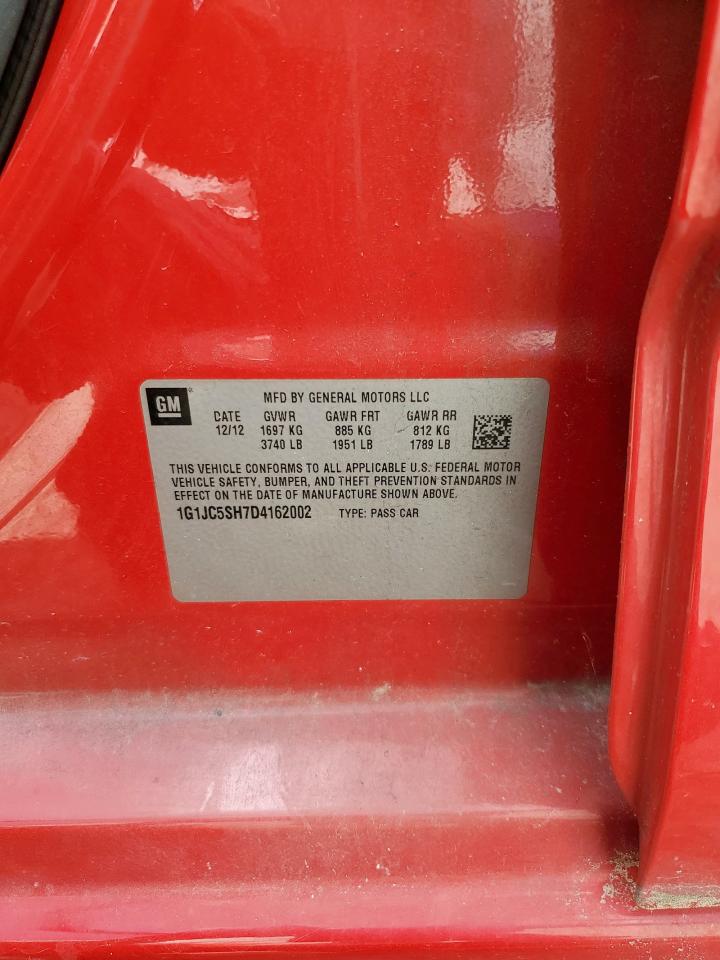 GM
MFD BY GENERAL MOTORS LLC
DATE GVWR GAWR FRT GAWR RR
12/12 1697 KG 885 KG 812 KG
3740 LB 1951 LB 1789 LB
THIS VEHICLE CONFORMS TO ALL APPLICABLE U.S. FEDERAL MOTOR
VEHICLE SAFETY, BUMPER, AND THEFT PREVENTION STANDARDS IN
EFFECT ON THE DATE OF MANUFACTURE SHOWN ABOVE.
1G1JC5SH7D4162002 TYPE: PASS CAR